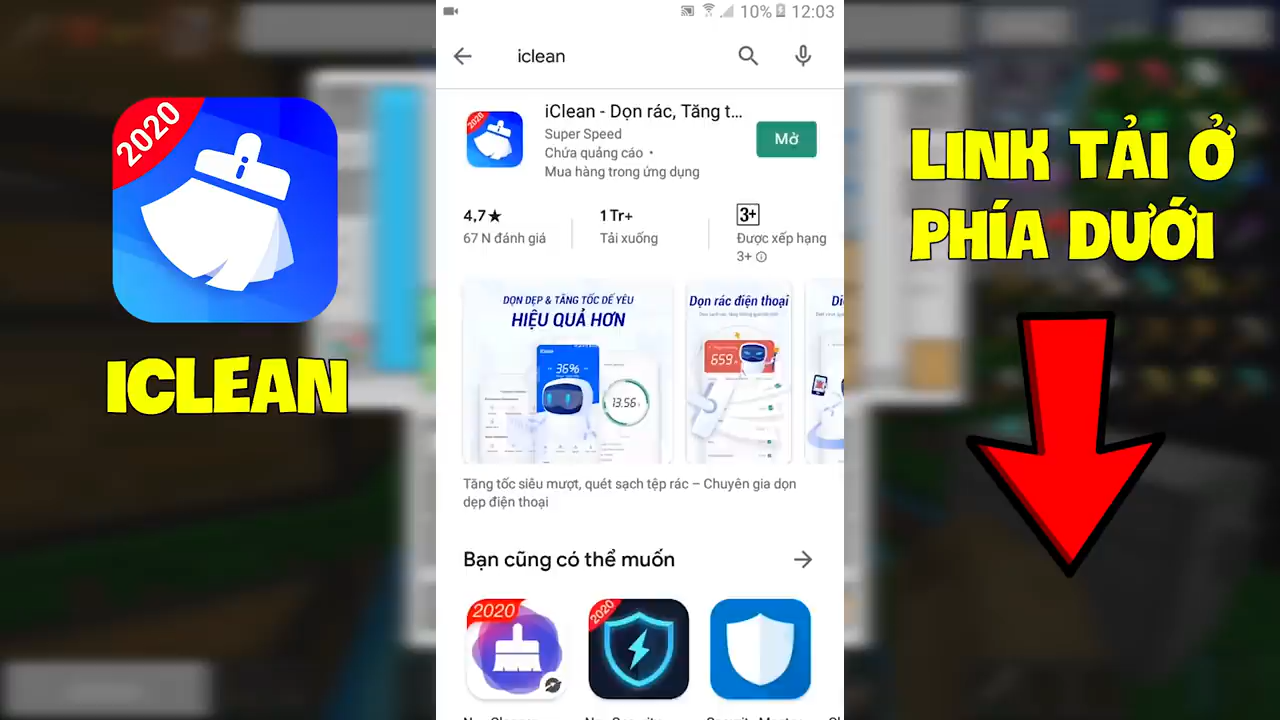 10% 12:03
iclean
2020
iClean - Dọn rác, Tăng t...
Super Speed
Chứa quảng cáo •
Mua hàng trong ứng dụng
Mở
4,7★
67 N đánh giá
1 Tr+
Tải xuống
3+
Được xếp hạng
3+
DỌN DẸP & TĂNG TỐC DẾ YÊU
HIỆU QUẢ HƠN
36%
13.56
Dọn rác điện thoại
659
Tăng tốc siêu mượt, quét sạch tệp rác – Chuyên gia dọn
dẹp điện thoại
Bạn cũng có thể muốn
2020
2020
2020
ICLEAN
LINK TẢI Ở
PHÍA DƯỚI